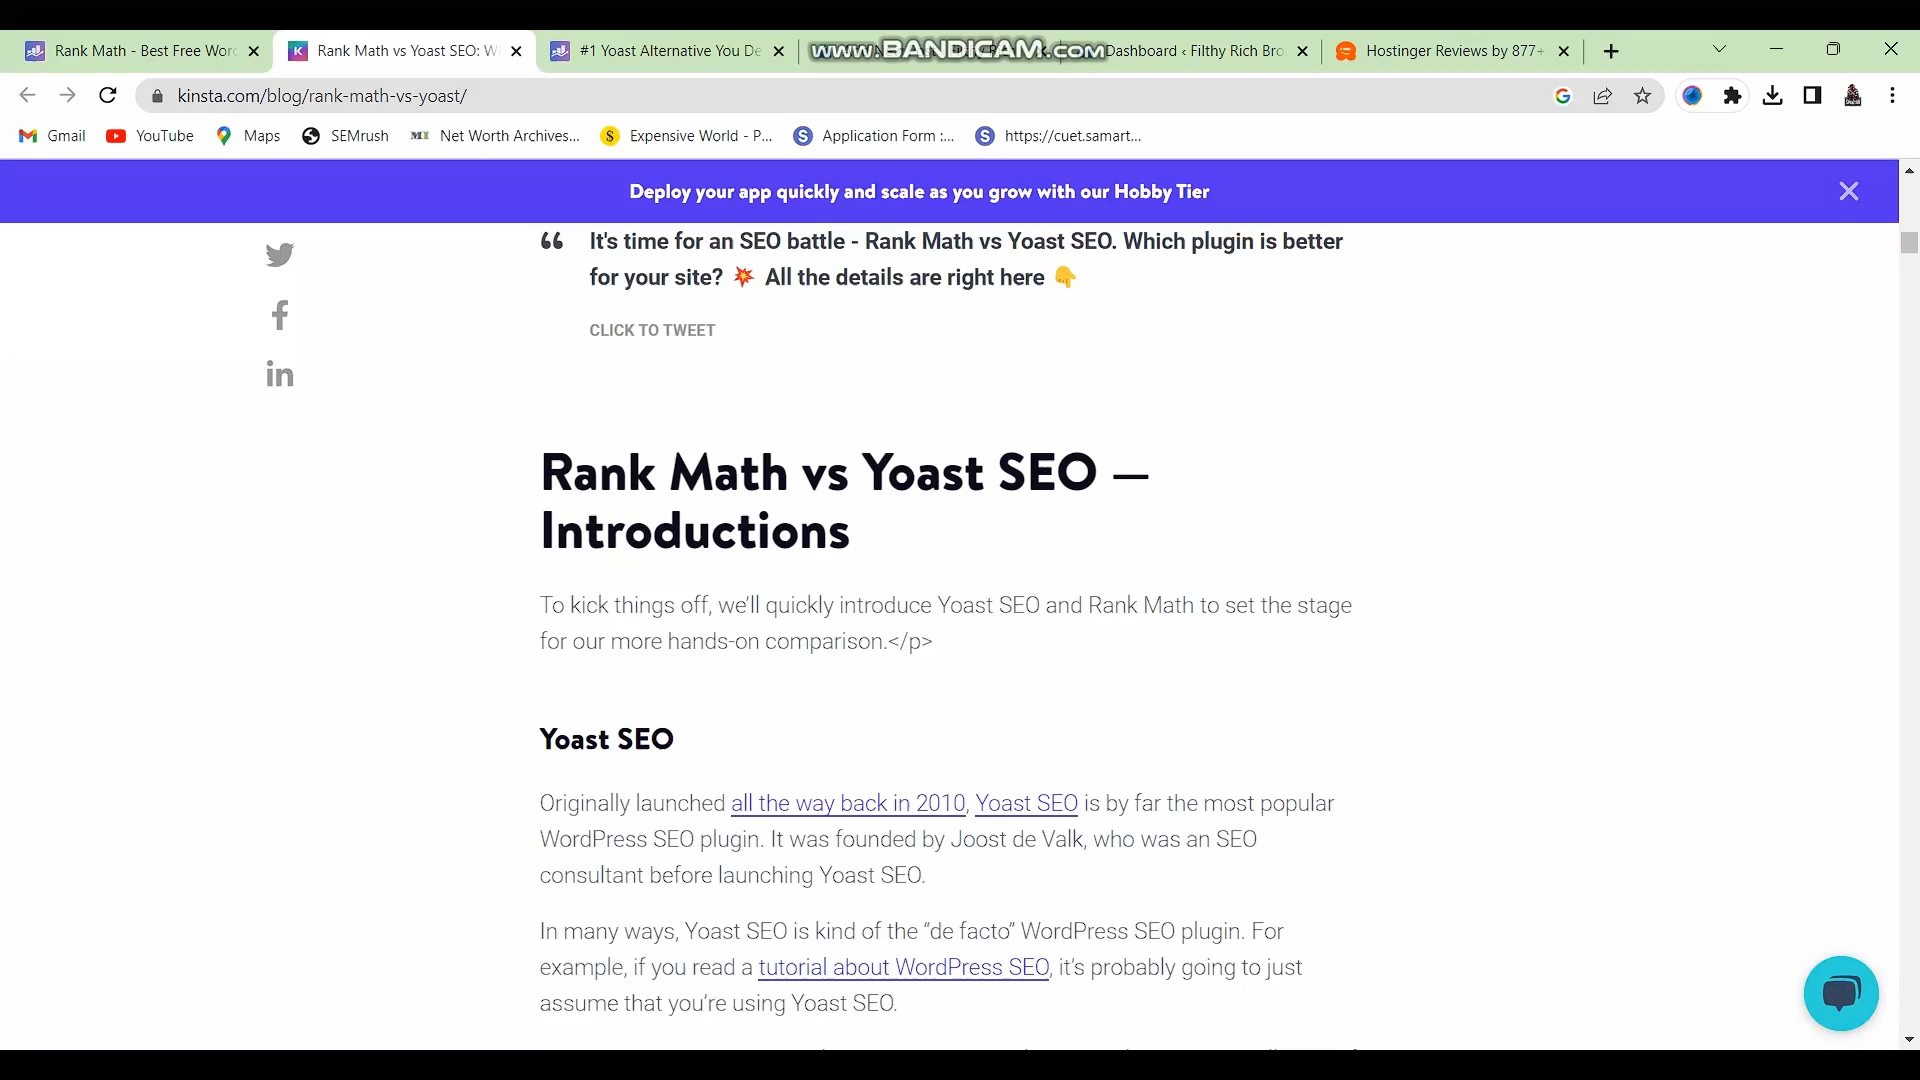 Rank Math - Best Free Wor
Rank Math vs Yoast SEO: W
#1 Yoast Alternative You De
www.BANDICAM.com
Dashboard ‹ Filthy Rich Bro
Hostinger Reviews by 877+
kinsta.com/blog/rank-math-vs-yoast/
Gmail
YouTube
Maps
SEMrush
Net Worth Archives...
Expensive World - P...
Application Form :...
https://cuet.samart...
Deploy your app quickly and scale as you grow with our Hobby Tier
It's time for an SEO battle - Rank Math vs Yoast SEO. Which plugin is better
for your site? 💥 All the details are right here 👇
CLICK TO TWEET
Rank Math vs Yoast SEO —
Introductions
To kick things off, we’ll quickly introduce Yoast SEO and Rank Math to set the stage
for our more hands-on comparison.</p>
Yoast SEO
Originally launched all the way back in 2010, Yoast SEO is by far the most popular
WordPress SEO plugin. It was founded by Joost de Valk, who was an SEO
consultant before launching Yoast SEO.
In many ways, Yoast SEO is kind of the “de facto” WordPress SEO plugin. For
example, if you read a tutorial about WordPress SEO, it’s probably going to just
assume that you’re using Yoast SEO.